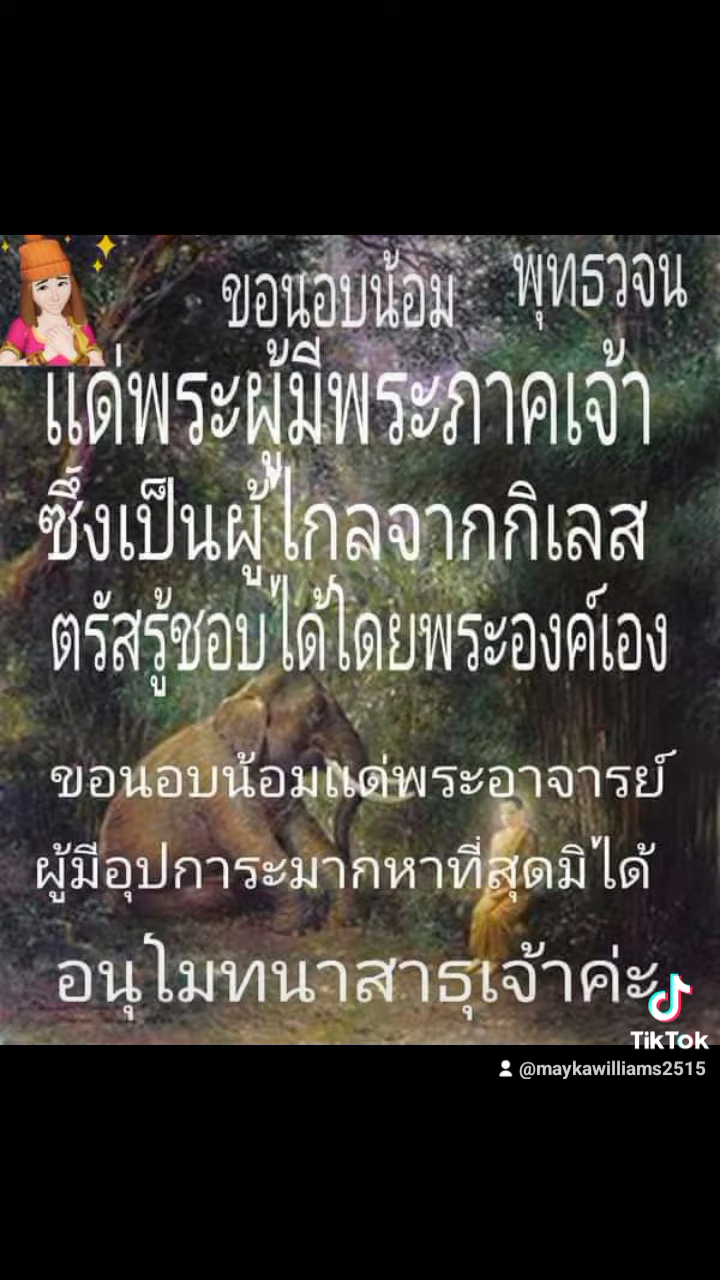 พุทธวจน
ขอนอบน้อม
แด่พระผู้มีพระภาคเจ้า
ซึ่งเป็นผู้ไกลจากกิเลส
ตรัสรู้ชอบได้โดยพระองค์เอง
ขอนอบน้อมแด่พระอาจารย์
ผู้มีอุปการะมากหาที่สุดมิได้
อนุโมทนาสาธุเจ้าค่ะ
TikTok
@maykawilliams2515